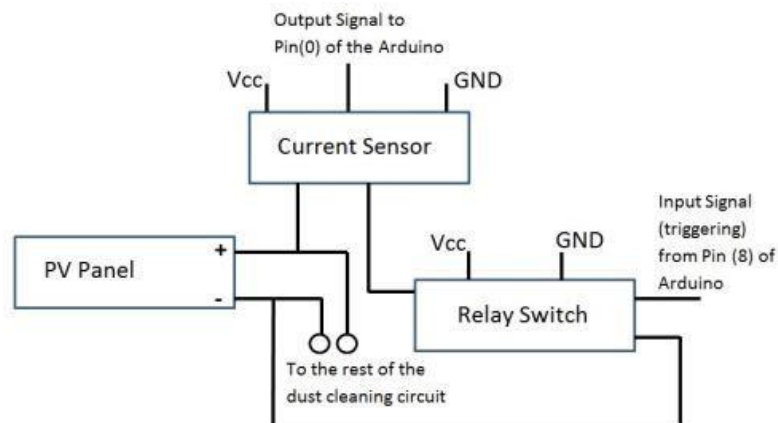 Output Signal to
Pin(0) of the Arduino
Vcc
GND
Current Sensor
Input Signal
(triggering)
from Pin (8) of
Arduino
Vcc
GND
+
PV Panel
-
Relay Switch
To the rest of the
dust cleaning circuit